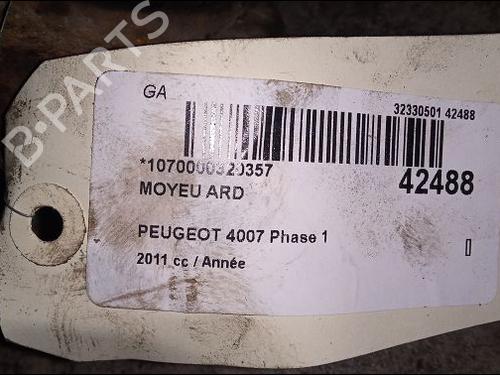 B-PARTS
GA
32330501 42488
*1070000320357
42488
MOYEU ARD
PEUGEOT 4007 Phase 1
2011 cc / Année